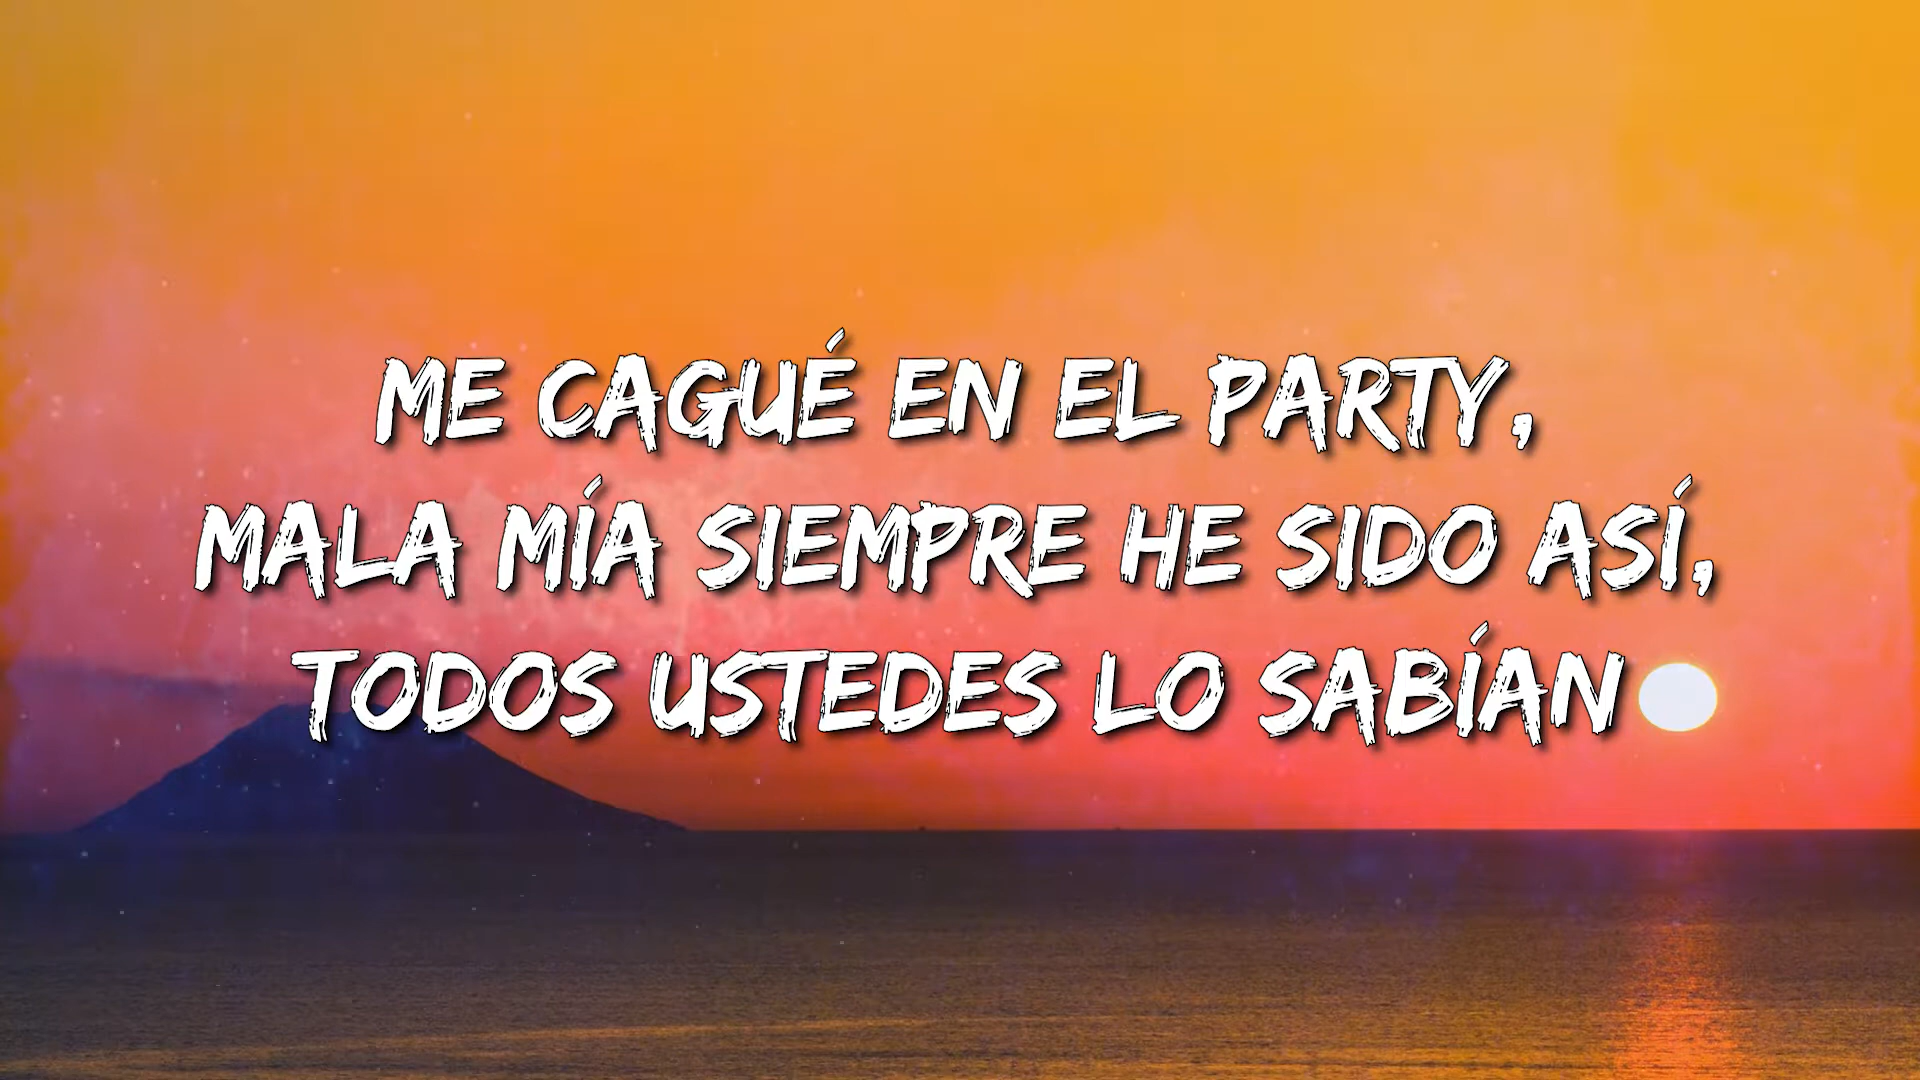 ME CAGUÉ EN EL PARTY,
MALA MÍA SIEMPRE HE SIDO ASÍ,
TODOS USTEDES LO SABÍAN